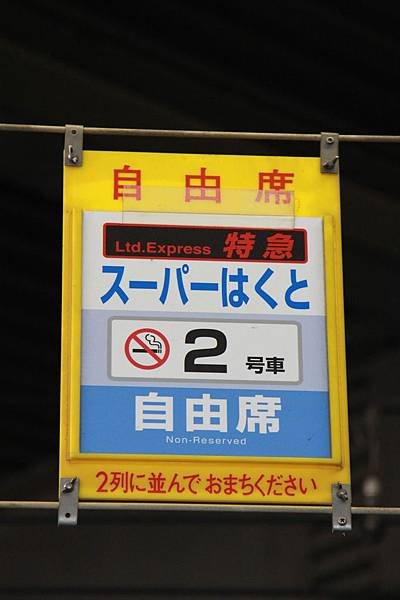 自由席
Ltd.Express 特急
スーパーはくと
2 号車
自由席
Non-Reserved
2列に並んで おまちください